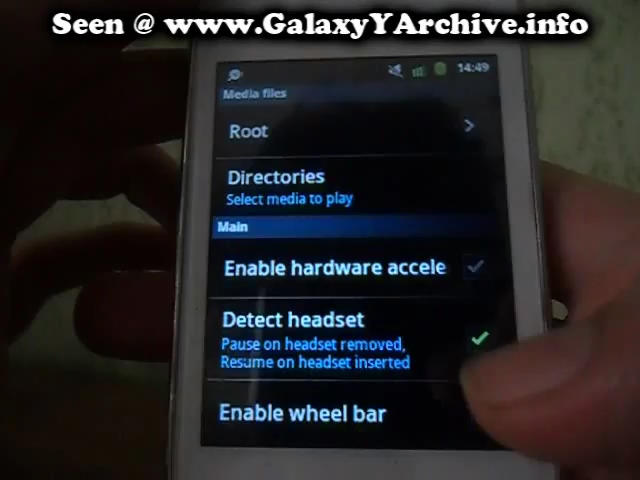 Seen @ www.GalaxyYArchive.info
14:49
Media files
Root
Directories
Select media to play
Main
Enable hardware accele
Detect headset
Pause on headset removed,
Resume on headset inserted
Enable wheel bar